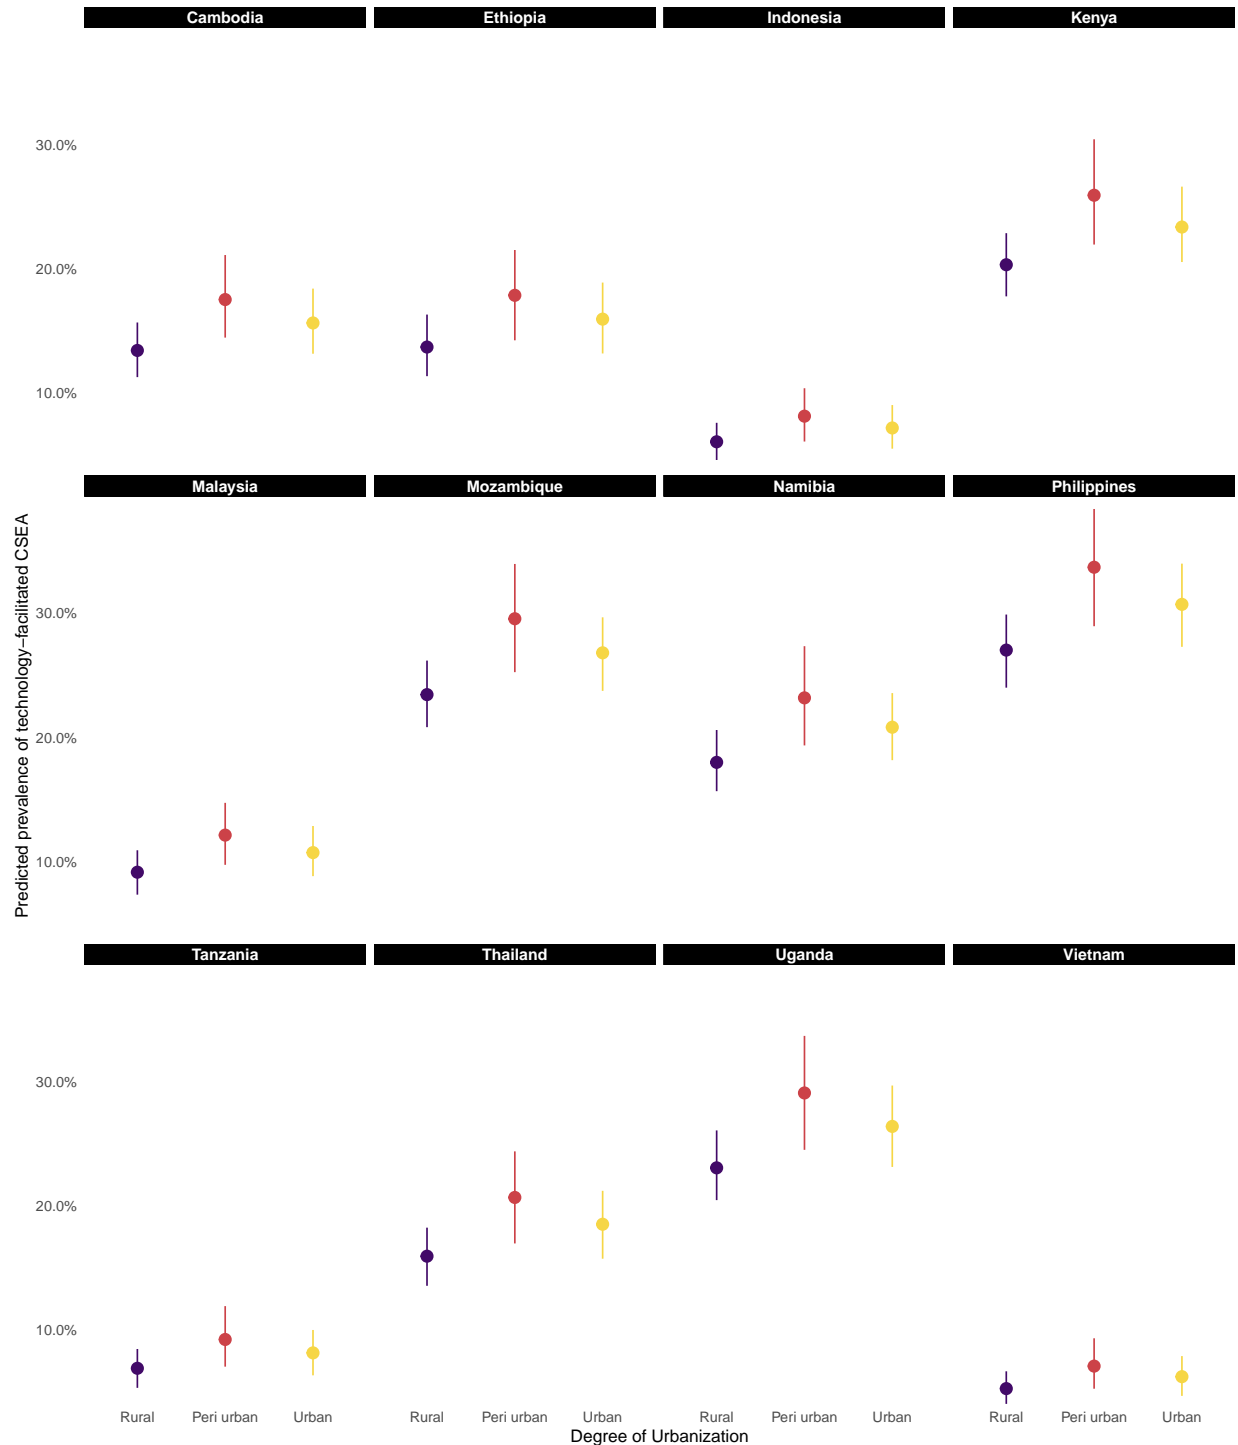 Cambodia Ethiopia Indonesia Kenya
30.0%
20.0%
10.0%
Malaysia Mozambique Namibia Philippines
Predicted prevalence of technology−facilitated CSEA
30.0%
20.0%
10.0%
Tanzania Thailand Uganda Vietnam
30.0%
20.0%
10.0%
Rural Peri urban Urban Rural Peri urban Urban Rural Peri urban Urban Rural Peri urban Urban
Degree of Urbanization